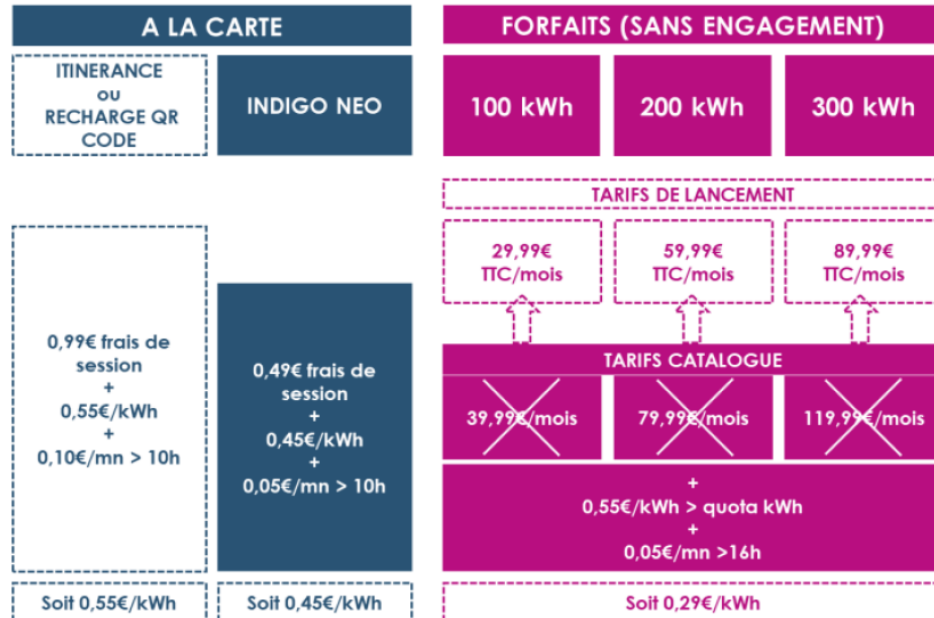 A LA CARTE
ITINERANCE
ou
RECHARGE QR
CODE
INDIGO NEO
0,99€ frais de
session
+
0,55€/kWh
+
0,10€/mn > 10h
0,49€ frais de
session
+
0,45€/kWh
+
0,05€/mn > 10h
Soit 0,55€/kWh
Soit 0,45€/kWh
FORFAITS (SANS ENGAGEMENT)
100 kWh
200 kWh
300 kWh
TARIFS DE LANCEMENT
29,99€
TTC/mois
59,99€
TTC/mois
89,99€
TTC/mois
TARIFS CATALOGUE
39,99€/mois
79,99€/mois
119,99€/mois
+
0,55€/kWh > quota kWh
+
0,05€/mn >16h
Soit 0,29€/kWh